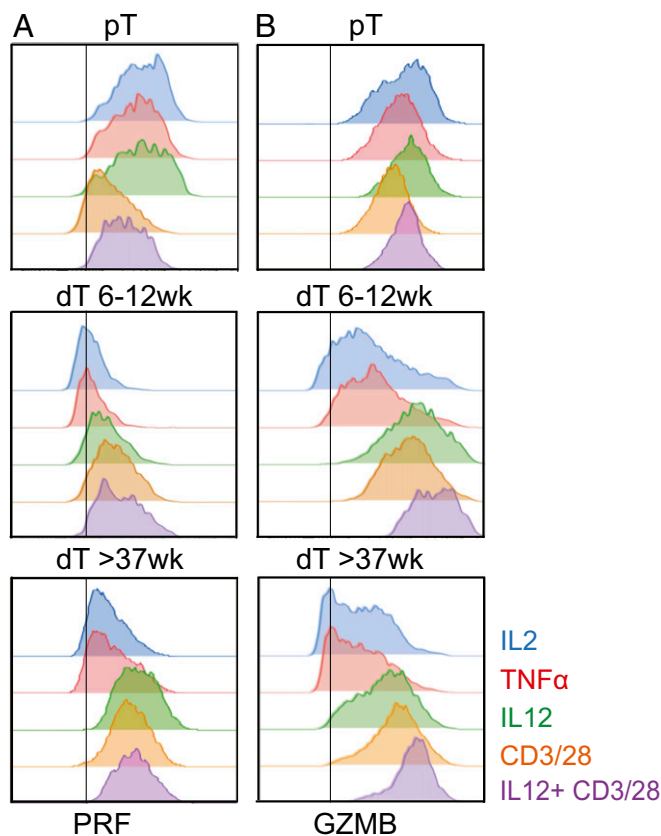 A pT B pT
dT 6-12wk dT 6-12wk
dT >37wk dT >37wk
IL2
TNFα
IL12
CD3/28
IL12+ CD3/28
PRF GZMB